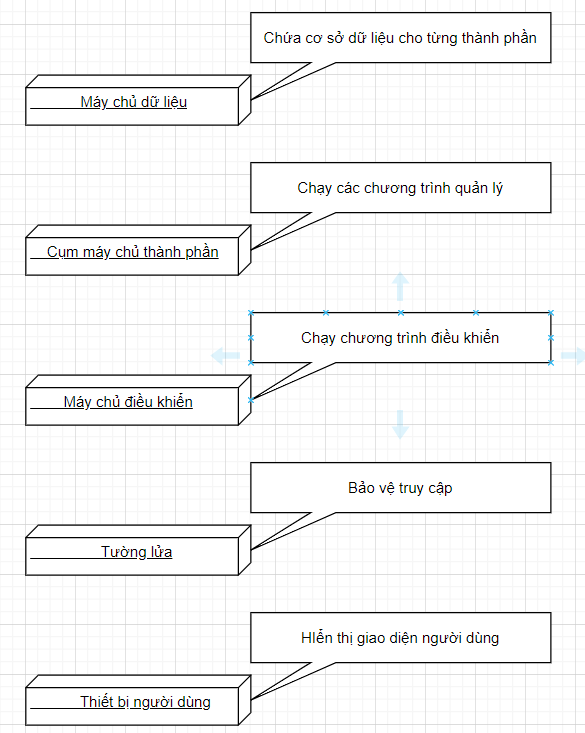 Chứa cơ sở dữ liệu cho từng thành phần
Máy chủ dữ liệu
Chạy các chương trình quản lý
Cụm máy chủ thành phần
Chạy chương trình điều khiển
Máy chủ điều khiển
Bảo vệ truy cập
Tường lửa
HIển thị giao diện người dùng
Thiết bị người dùng